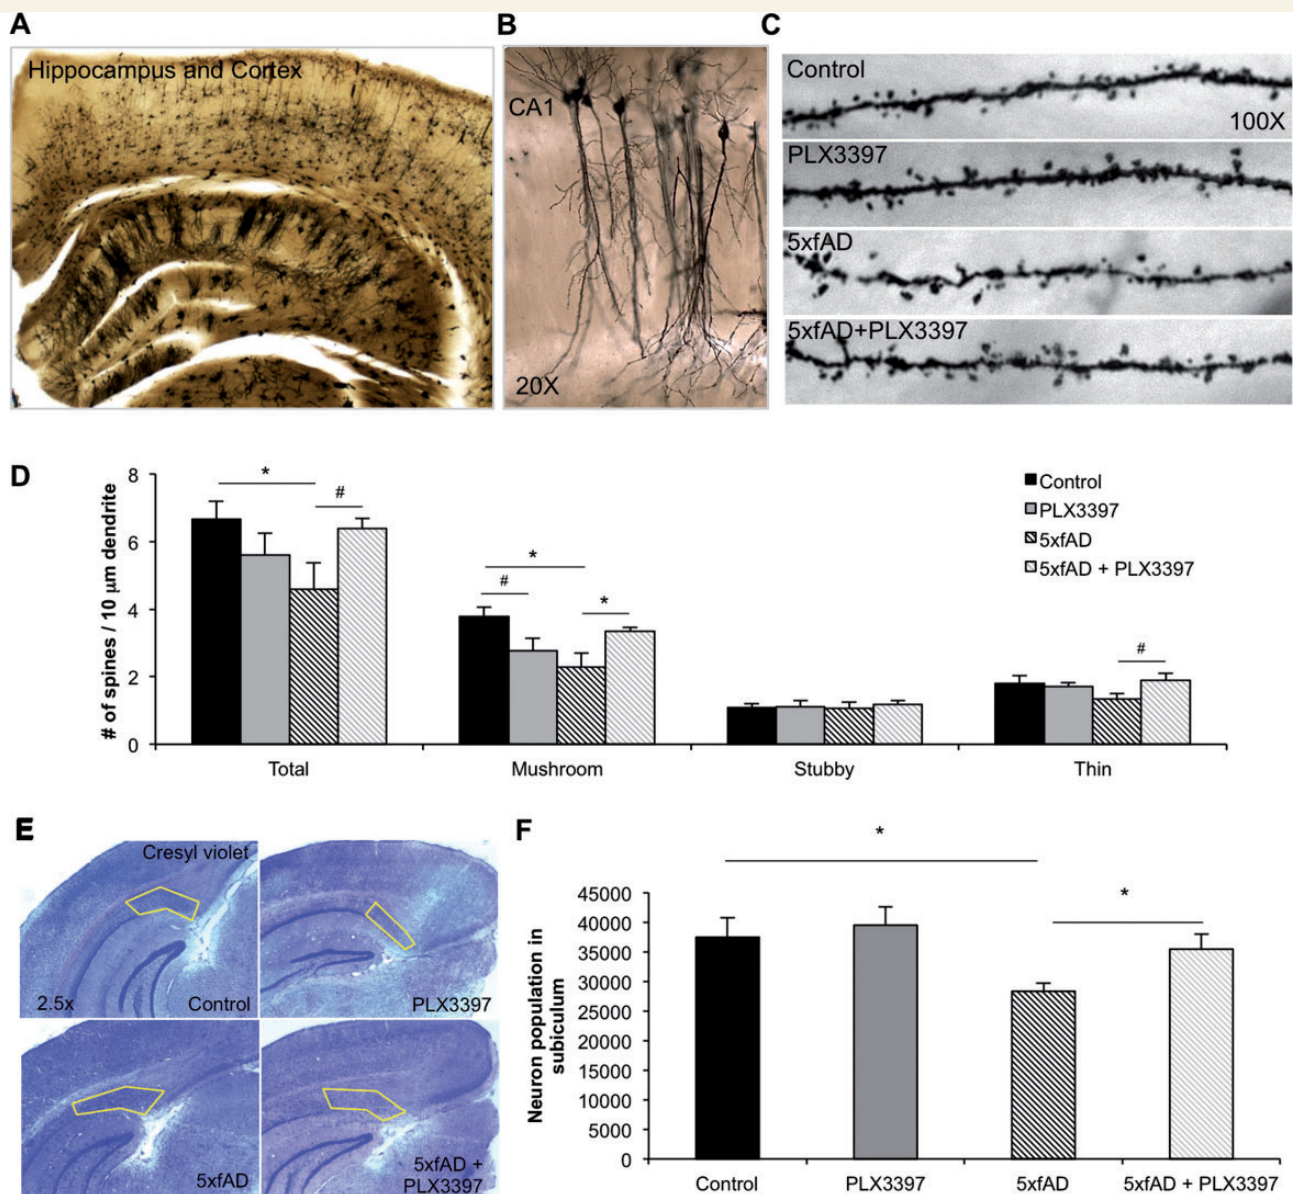 A
Hippocampus and Cortex
B
CA1
20X
C
Control
100X
PLX3397
5xfAD
5xfAD+PLX3397
D
# of spines / 10 µm dendrite
8
6
4
2
0
*
#
*
#
*
#
Total
Mushroom
Stubby
Thin
Control
PLX3397
5xfAD
5xfAD + PLX3397
E
Cresyl violet
2.5x
Control
PLX3397
5xfAD
5xfAD +
PLX3397
F
Neuron population in
subiculum
45000
40000
35000
30000
25000
20000
15000
10000
5000
0
*
*
Control
PLX3397
5xfAD
5xfAD + PLX3397